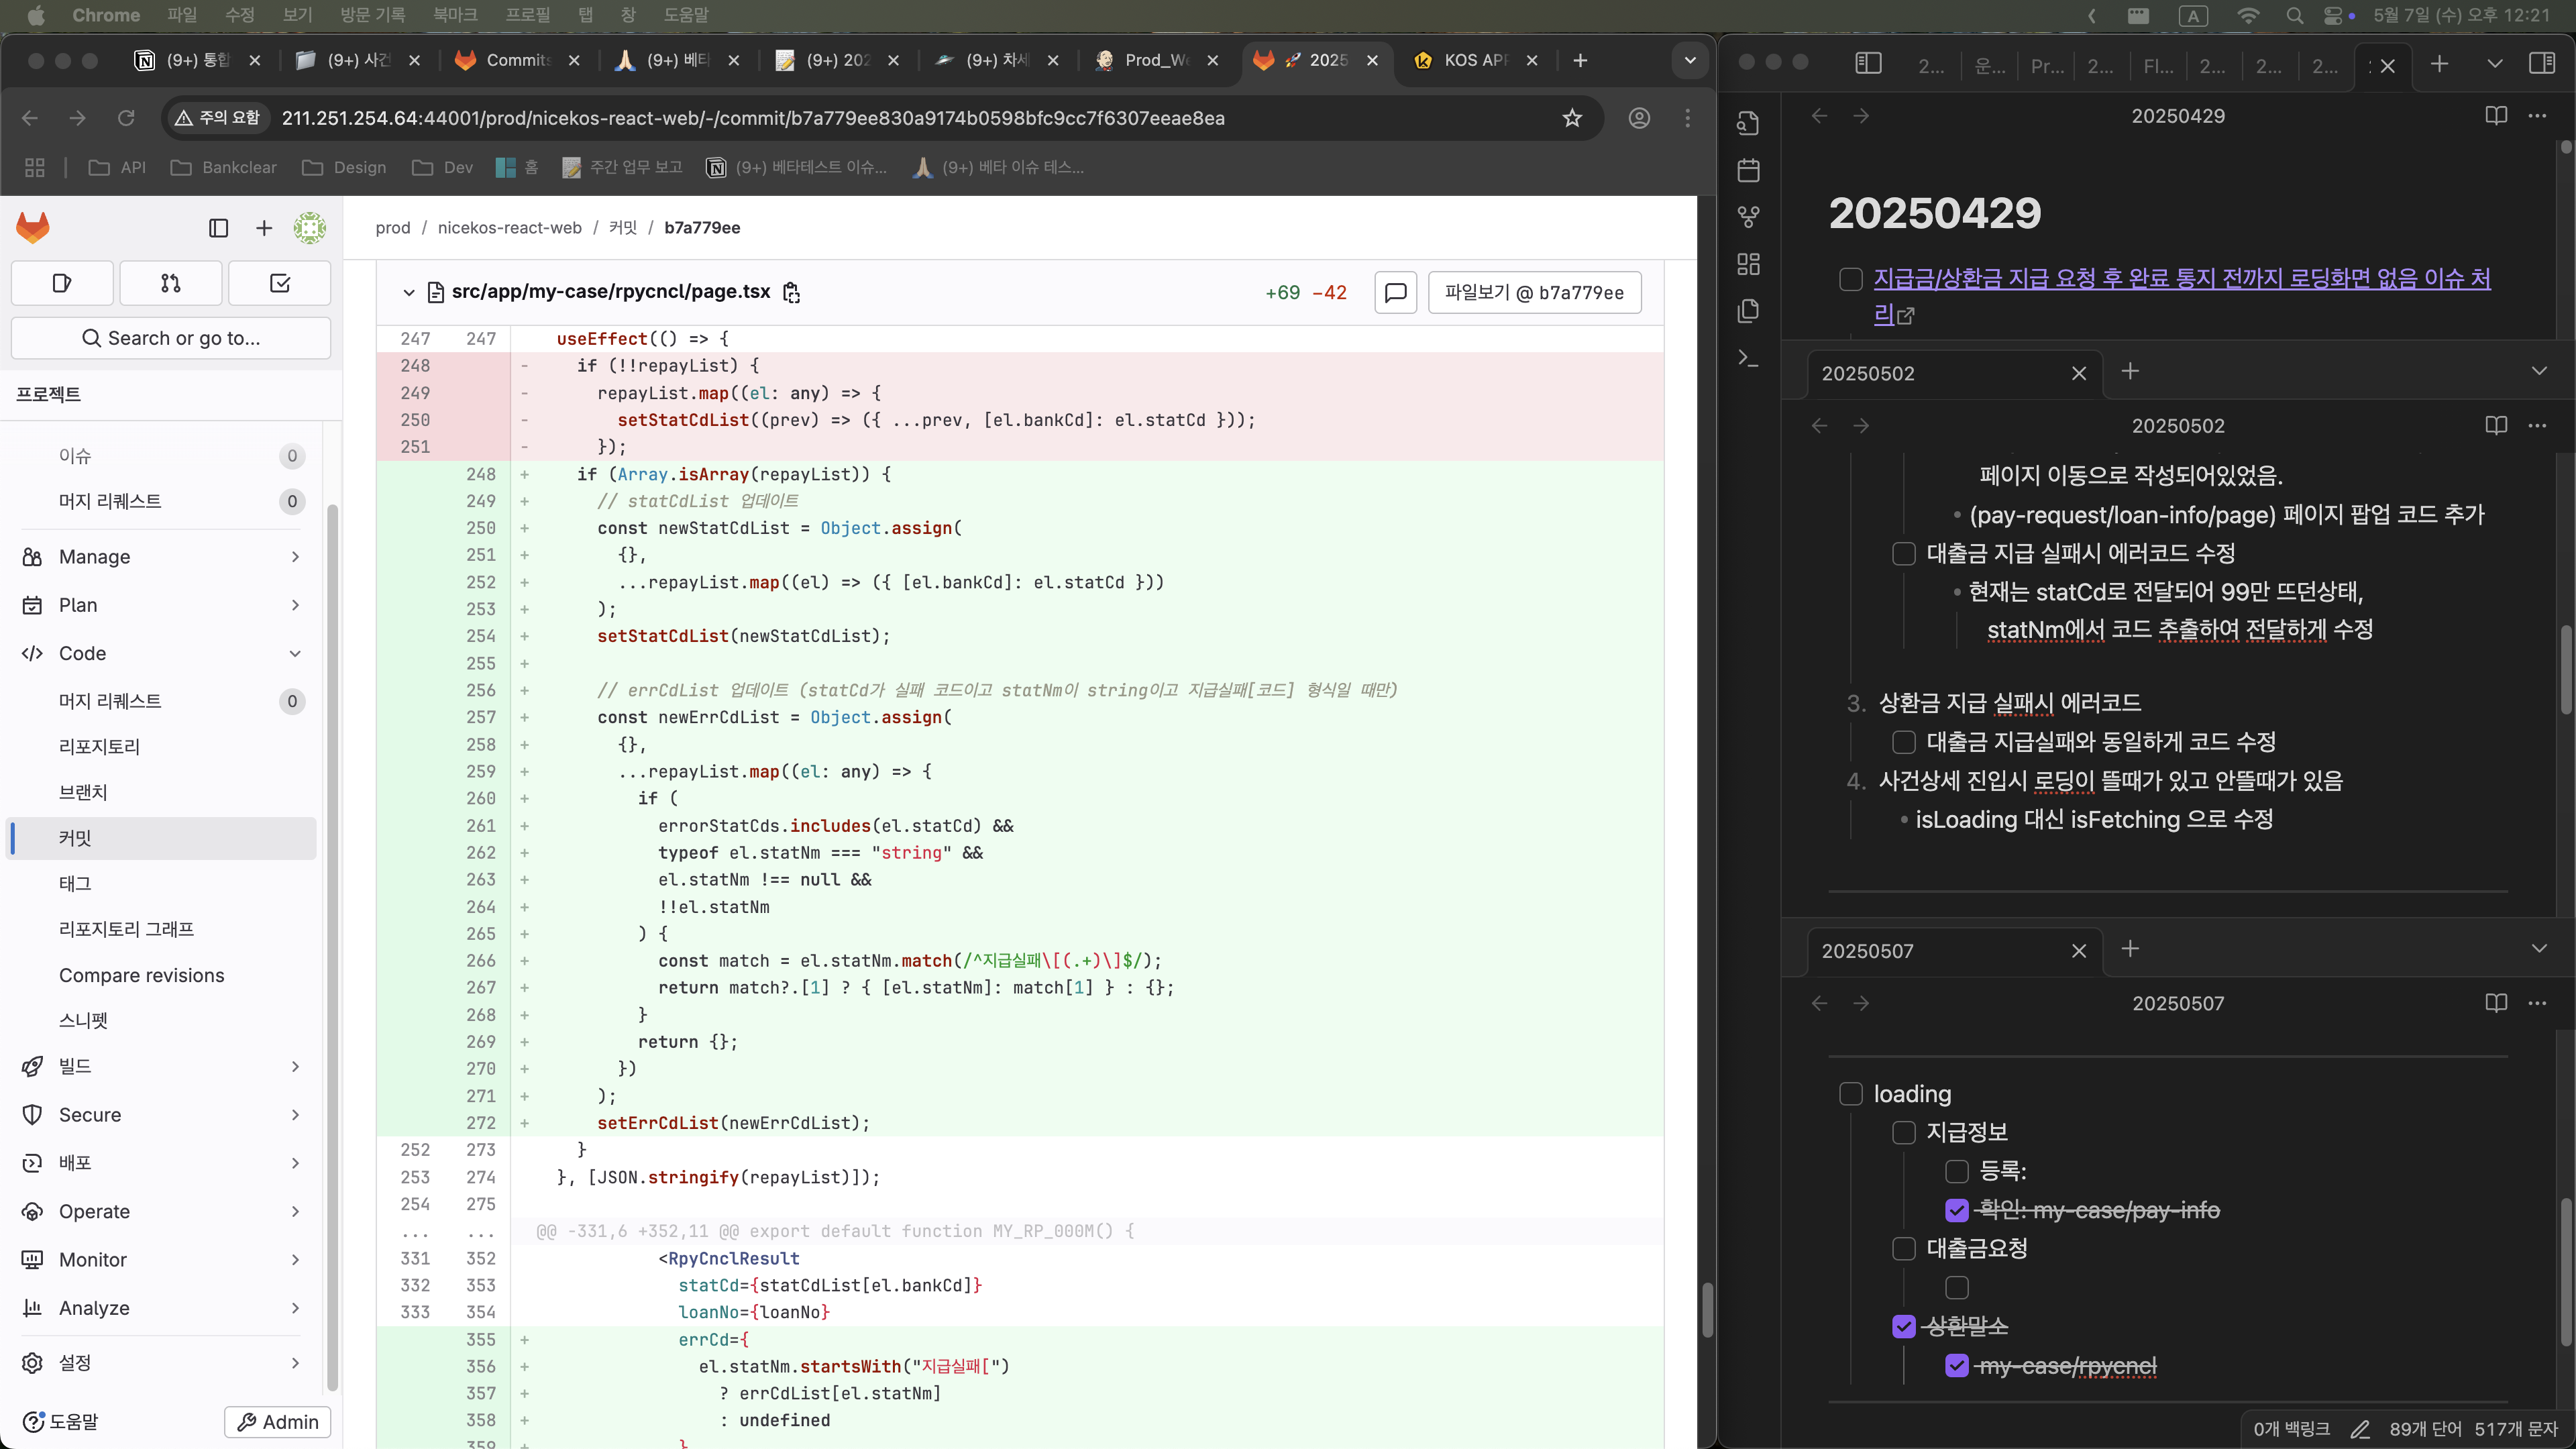 Chrome 파일 수정 보기 방문 기록 북마크 프로필 탭 창 도움말
A 5월 7일 (수) 오후 12:21
(9+) 통합 (9+) 사건 Commits (9+) 베타 (9+) 202 (9+) 차세 Prod_We 2025 KOS APP
주의 요함 211.251.254.64:44001/prod/nicekos-react-web/-/commit/b7a779ee830a9174b0598bfc9cc7f6307eeae8ea
API Bankclear Design Dev 홈 주간 업무 보고 (9+) 베타테스트 이슈... (9+) 베타 이슈 테스...
Search or go to...
프로젝트
이슈 0
머지 리퀘스트 0
Manage
Plan
Code
머지 리퀘스트 0
리포지토리
브랜치
커밋
태그
리포지토리 그래프
Compare revisions
스니펫
빌드
Secure
배포
Operate
Monitor
Analyze
설정
도움말 Admin
prod / nicekos-react-web / 커밋 / b7a779ee
src/app/my-case/rpycncl/page.tsx +69 −42 파일보기 @ b7a779ee
247 247 useEffect(() => {
248 - if (!!repayList) {
249 - repayList.map((el: any) => {
250 - setStatCdList((prev) => ({ ...prev, [el.bankCd]: el.statCd }));
251 - });
248 + if (Array.isArray(repayList)) {
249 + // statCdList 업데이트
250 + const newStatCdList = Object.assign(
251 + {},
252 + ...repayList.map((el) => ({ [el.bankCd]: el.statCd }))
253 + );
254 + setStatCdList(newStatCdList);
255 +
256 + // errCdList 업데이트 (statCd가 실패 코드이고 statNm이 string이고 지급실패[코드] 형식일 때만)
257 + const newErrCdList = Object.assign(
258 + {},
259 + ...repayList.map((el: any) => {
260 + if (
261 + errorStatCds.includes(el.statCd) &&
262 + typeof el.statNm === "string" &&
263 + el.statNm !== null &&
264 + !!el.statNm
265 + ) {
266 + const match = el.statNm.match(/^지급실패\[(.+)\]$/);
267 + return match?.[1] ? { [el.statNm]: match[1] } : {};
268 + }
269 + return {};
270 + })
271 + );
272 + setErrCdList(newErrCdList);
252 273 }
253 274 }, [JSON.stringify(repayList)]);
254 275
... ... @@ -331,6 +352,11 @@ export default function MY_RP_000M() {
331 352 <RpyCnclResult
332 353 statCd={statCdList[el.bankCd]}
333 354 loanNo={loanNo}
355 + errCd={
356 + el.statNm.startsWith("지급실패[")
357 + ? errCdList[el.statNm]
358 + : undefined
359 + }
2... 운... Pr... 2... Fl... 2... 2... 2... :
20250429
20250429
지급금/상환금 지급 요청 후 완료 통지 전까지 로딩화면 없음 이슈 처
리
20250502
20250502
페이지 이동으로 작성되어있었음.
• (pay-request/loan-info/page) 페이지 팝업 코드 추가
대출금 지급 실패시 에러코드 수정
• 현재는 statCd로 전달되어 99만 뜨던상태,
statNm에서 코드 추출하여 전달하게 수정
3. 상환금 지급 실패시 에러코드
대출금 지급실패와 동일하게 코드 수정
4. 사건상세 진입시 로딩이 뜰때가 있고 안뜰때가 있음
• isLoading 대신 isFetching 으로 수정
20250507
20250507
loading
지급정보
등록:
확인: my-case/pay-info
대출금요청
상환말소
my-case/rpycncl
0개 백링크 89개 단어 517개 문자